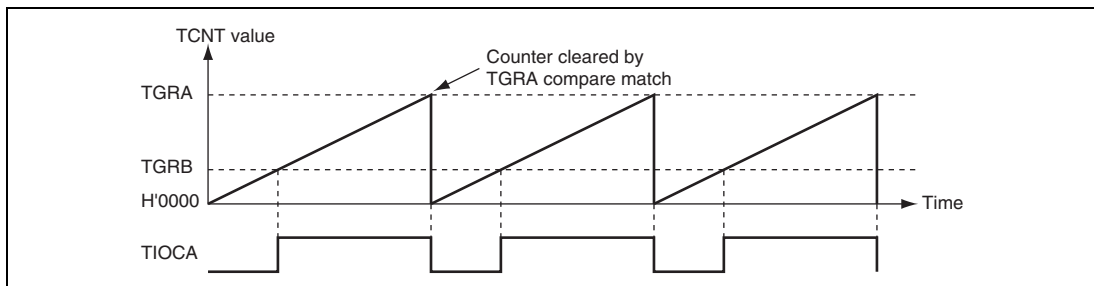 TCNT value
Counter cleared by
TGRA compare match
TGRA
TGRB
H'0000
Time
TIOCA